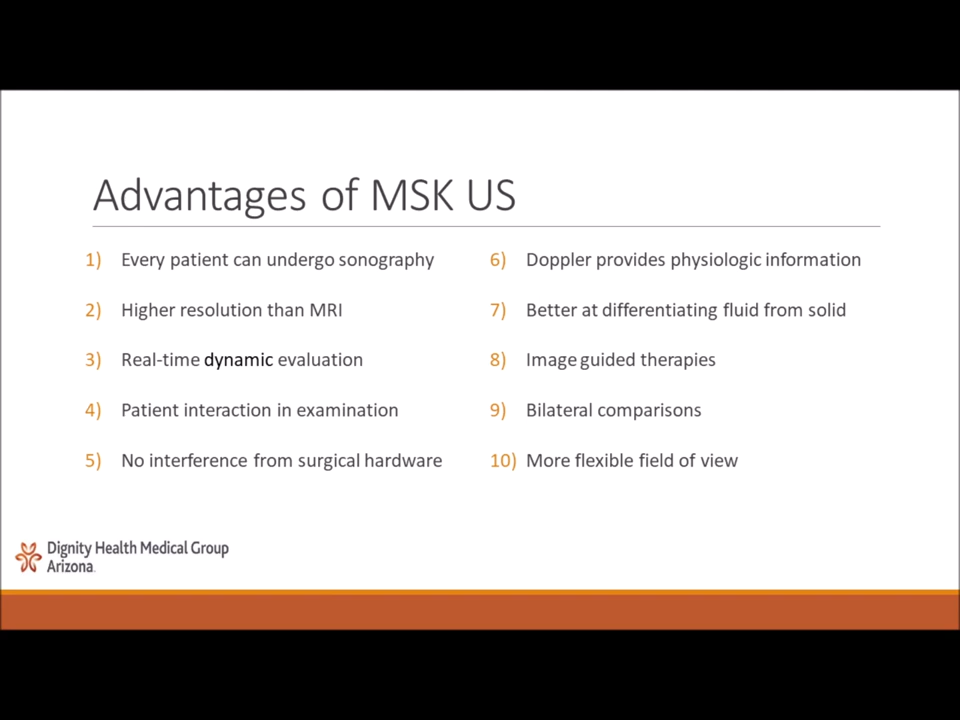 Advantages of MSK US
1) Every patient can undergo sonography
2) Higher resolution than MRI
3) Real-time dynamic evaluation
4) Patient interaction in examination
5) No interference from surgical hardware
6) Doppler provides physiologic information
7) Better at differentiating fluid from solid
8) Image guided therapies
9) Bilateral comparisons
10) More flexible field of view
Dignity Health Medical Group
Arizona.